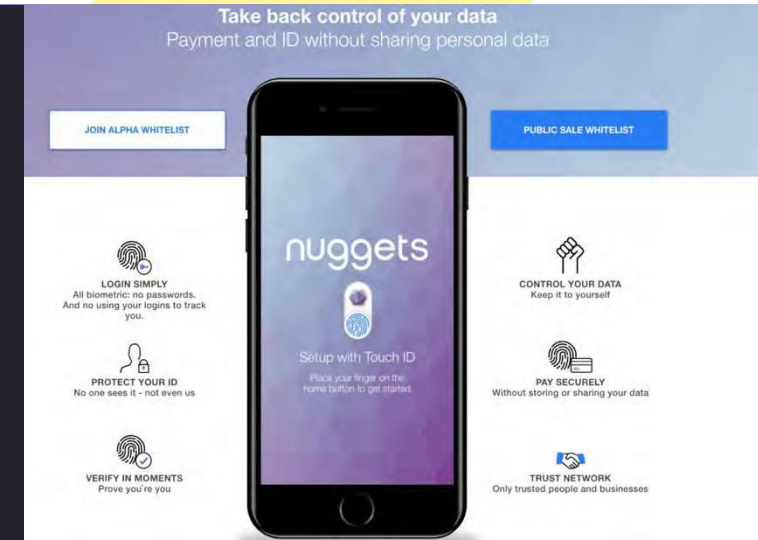 Take back control of your data
Payment and ID without sharing personal data
JOIN ALPHA WHITELIST
PUBLIC SALE WHITELIST
LOGIN SIMPLY
All biometric: no passwords.
And no using your logins to track
you.
PROTECT YOUR ID
No one sees it - not even us
VERIFY IN MOMENTS
Prove you're you
nuggets
Setup with Touch ID
Place your finger on the
home button to get started
CONTROL YOUR DATA
Keep it to yourself
PAY SECURELY
Without storing or sharing your data
TRUST NETWORK
Only trusted people and businesses